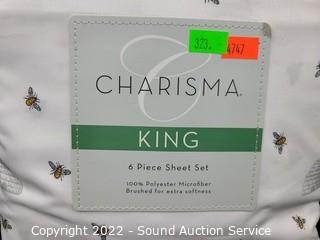 323.
4747
C
CHARISMA®
KING
6 Piece Sheet Set
100% Polyester Microfiber
Brushed for extra softness
Copyright 2022 - Sound Auction Service